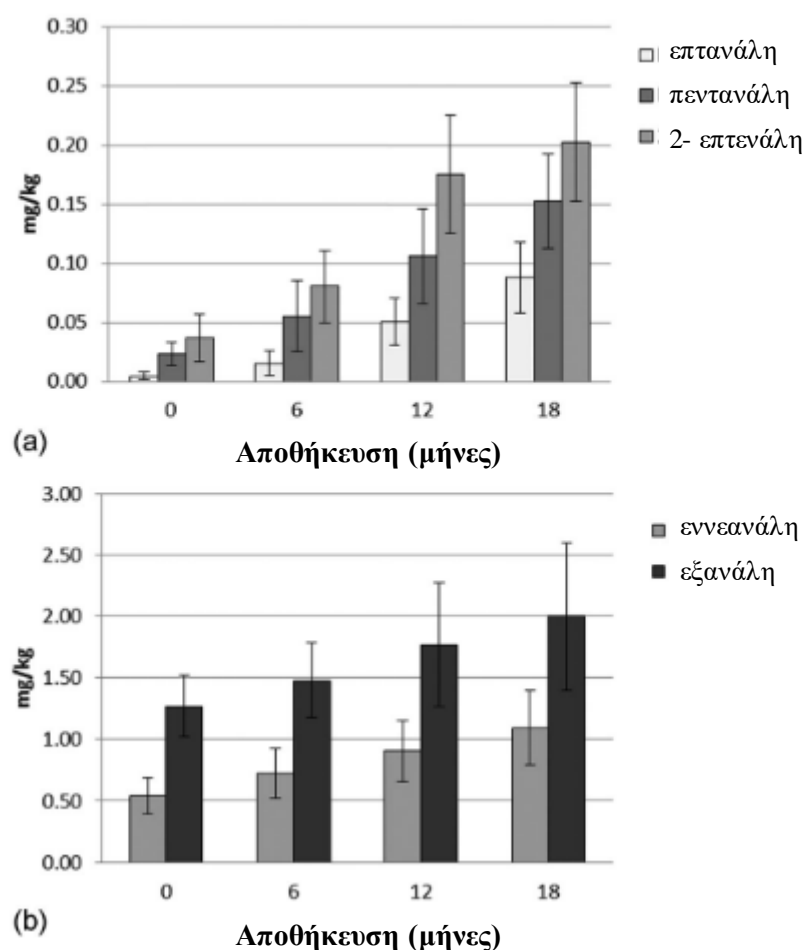 0.30
0.25
0.20
0.15
0.10
0.05
0.00
mg/kg
0 6 12 18
(a)
Αποθήκευση (μήνες)
επτανάλη
πεντανάλη
2- επτενάλη
3.00
2.50
2.00
1.50
1.00
0.50
0.00
mg/kg
0 6 12 18
(b)
Αποθήκευση (μήνες)
εννεανάλη
εξανάλη